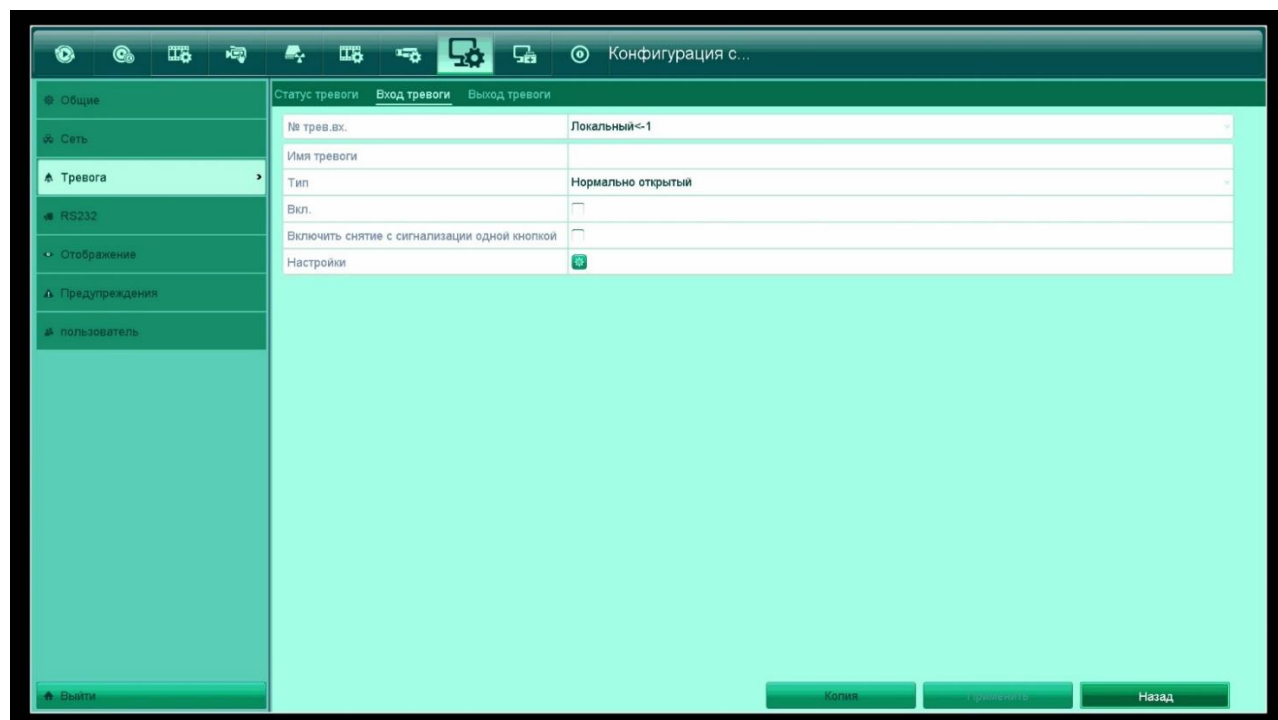 Конфигурация с...
Общие
Сеть
Тревога
RS232
Отображение
Предупреждения
пользователь
Выйти
Статус тревоги Вход тревоги Выход тревоги
№ трев.вх. Локальный<-1
Имя тревоги
Тип Нормально открытый
Вкл.
Включить снятие с сигнализации одной кнопкой
Настройки
Копия Применить Назад